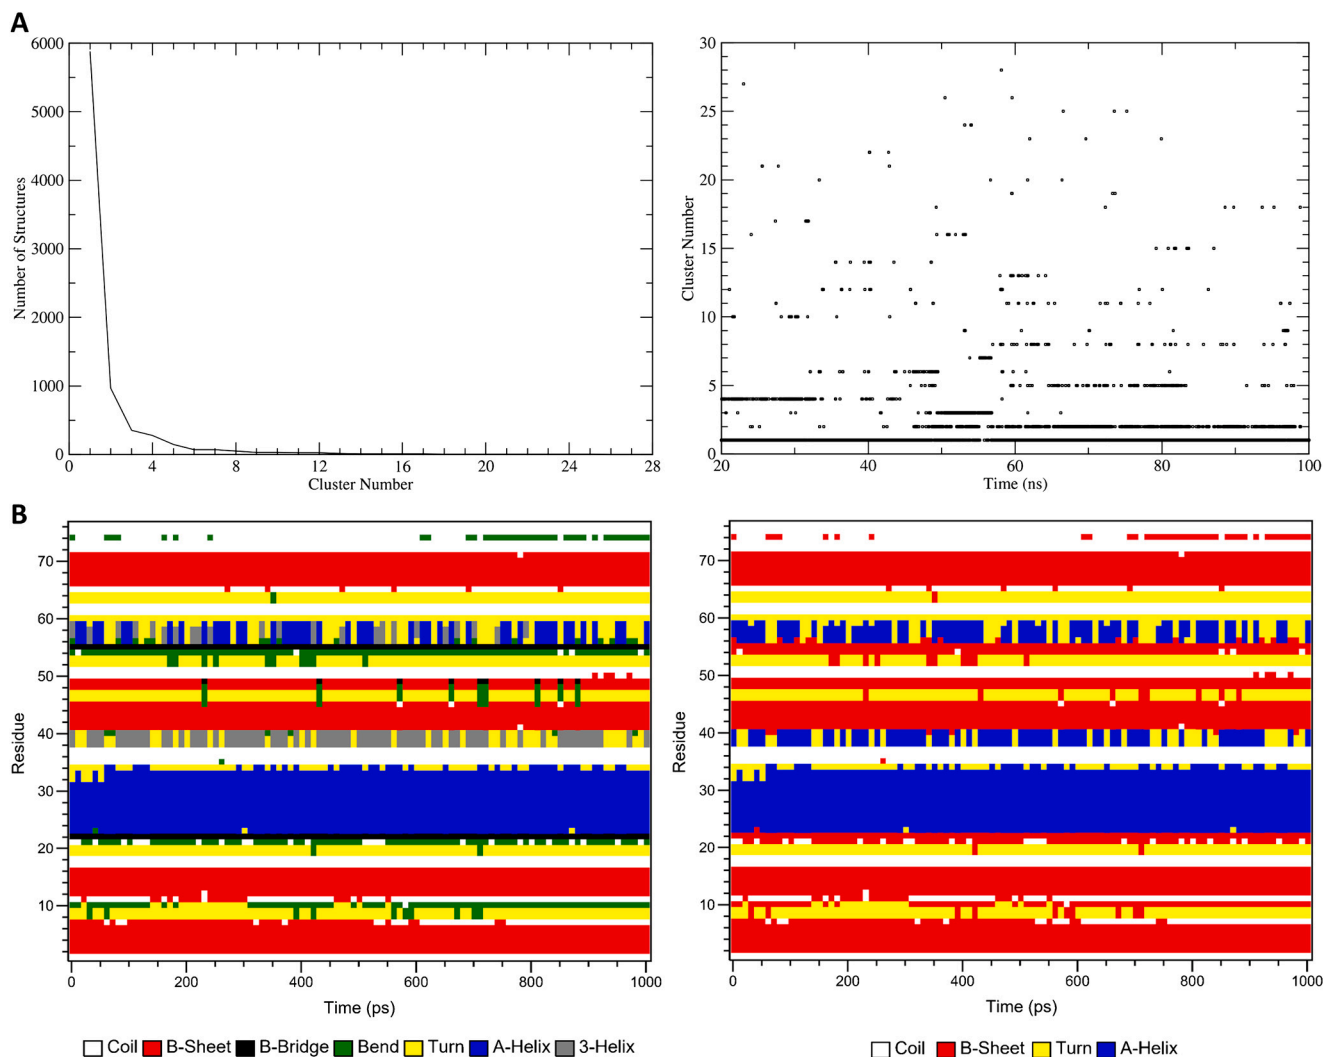 A
6000
5000
4000
3000
2000
1000
0
Number of Structures
0 4 8 12 16 20 24 28
Cluster Number
30
25
20
15
10
5
0
Cluster Number
20 40 60 80 100
Time (ns)
B
70
60
50
40
30
20
10
Residue
0 200 400 600 800 1000
Time (ps)
Coil B-Sheet B-Bridge Bend Turn A-Helix 3-Helix
70
60
50
40
30
20
10
Residue
0 200 400 600 800 1000
Time (ps)
Coil B-Sheet Turn A-Helix